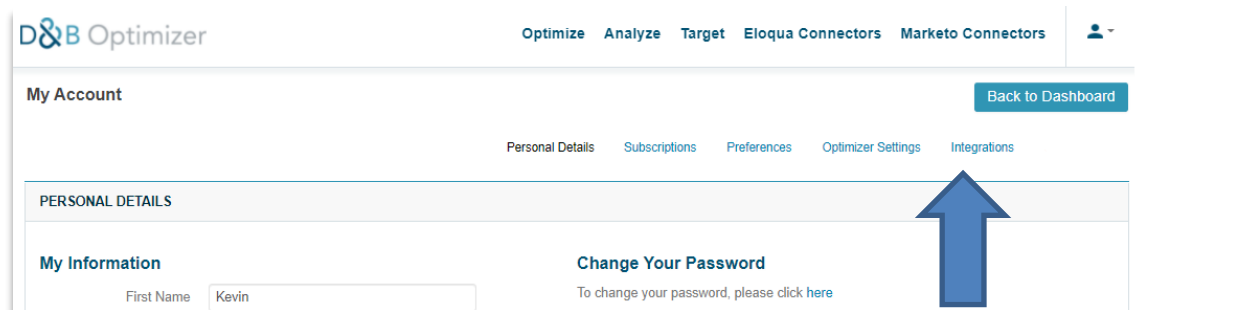 D&B Optimizer Optimize Analyze Target Eloqua Connectors Marketo Connectors
My Account Back to Dashboard
Personal Details Subscriptions Preferences Optimizer Settings Integrations
PERSONAL DETAILS
My Information Change Your Password
First Name Kevin To change your password, please click here